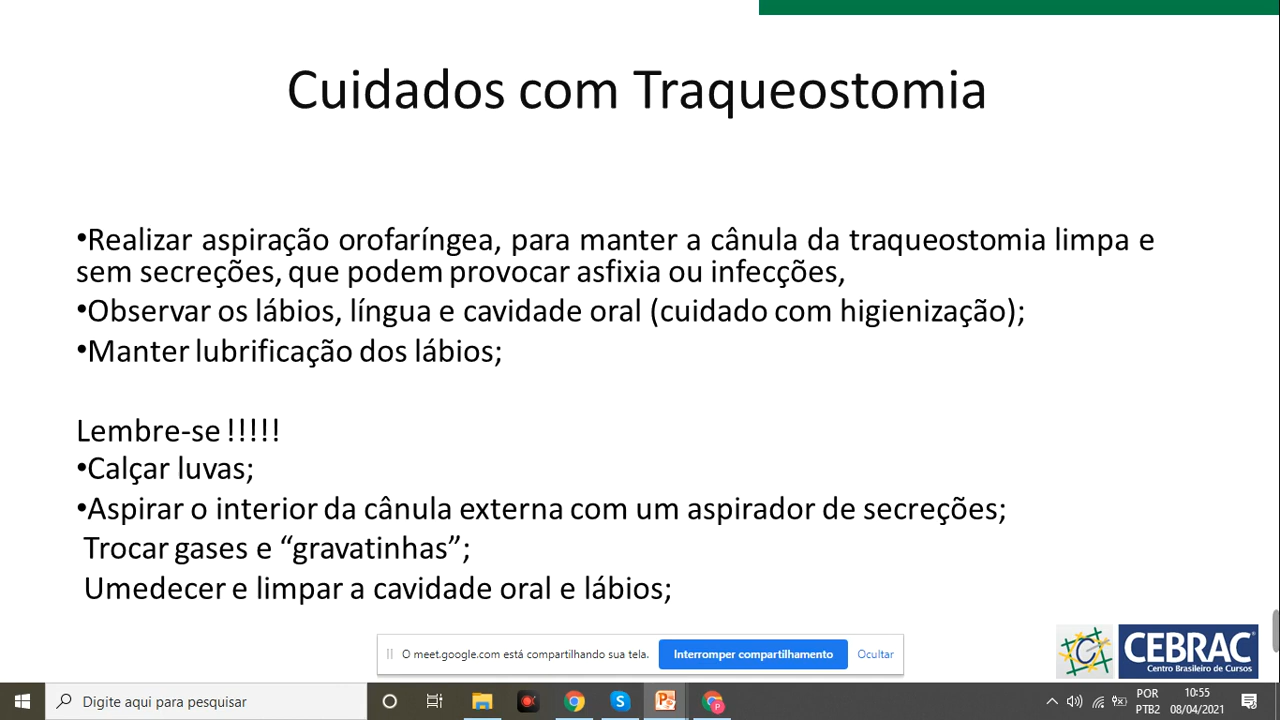 Cuidados com Traqueostomia
•Realizar aspiração orofaríngea, para manter a cânula da traqueostomia limpa e
sem secreções, que podem provocar asfixia ou infecções,
•Observar os lábios, língua e cavidade oral (cuidado com higienização);
•Manter lubrificação dos lábios;
Lembre-se !!!!!
•Calçar luvas;
•Aspirar o interior da cânula externa com um aspirador de secreções;
Trocar gases e “gravatinhas”;
Umedecer e limpar a cavidade oral e lábios;
O meet.google.com está compartilhando sua tela. Interromper compartilhamento Ocultar
CEBRAC®
Centro Brasileiro de Cursos
Digite aqui para pesquisar
POR
PTB2
10:55
08/04/2021